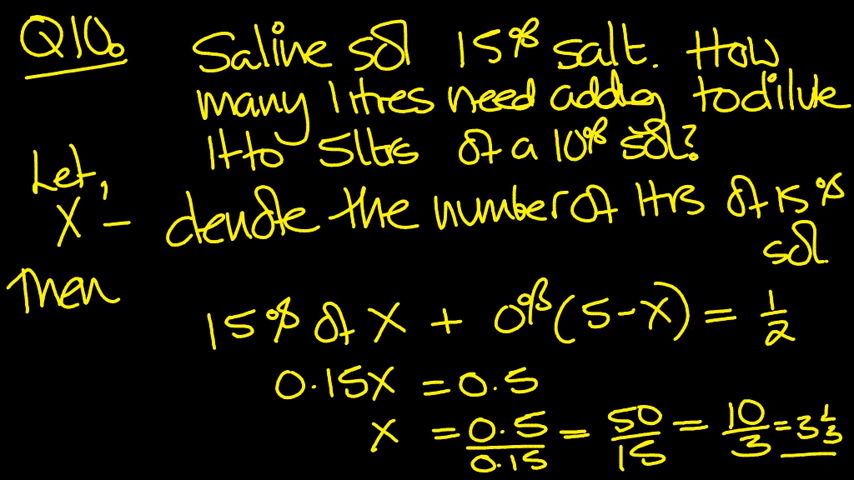 Q10. Saline sol 15% salt. How
many litres need adding to dilute
it to 5ltrs of a 10% sol?
Let,
X - denote the number of ltrs of 15%
sol
Then
15% of X + 0% (5-X) = 1/2
0.15X = 0.5
X = 0.5/0.15 = 50/15 = 10/3 = 3 1/3